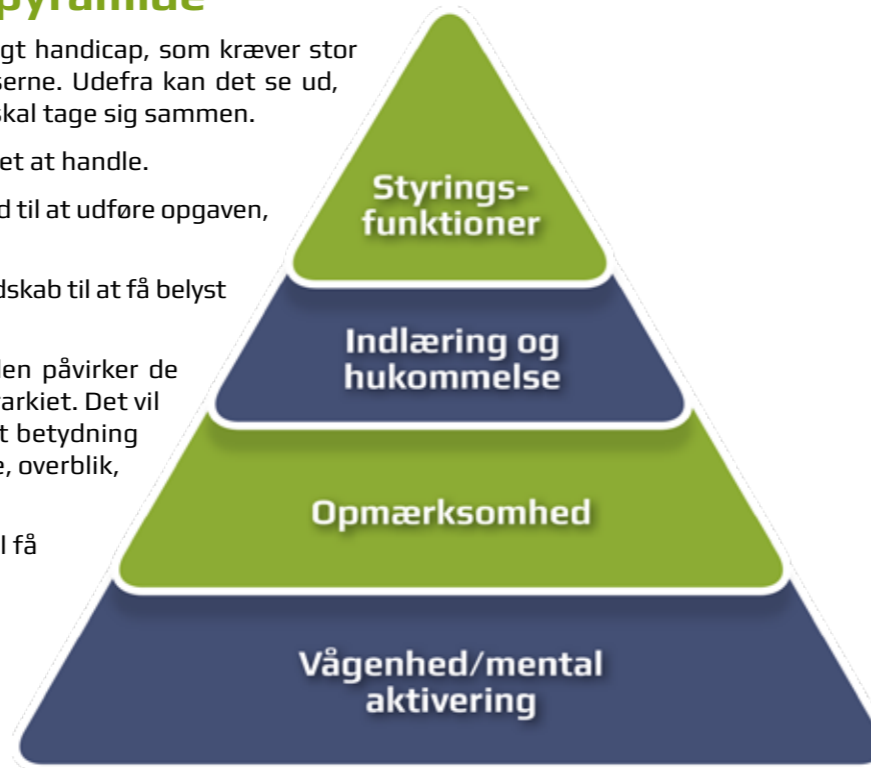 pyramide
gt handicap, som kræver stor
serne. Udefra kan det se ud,
skal tage sig sammen.
et at handle.
d til at udføre opgaven,
dskab til at få belyst
den påvirker de
arkiet. Det vil
t betydning
e, overblik,
l få
Styrings-
funktioner
Indlæring og
hukommelse
Opmærksomhed
Vågenhed/mental
aktivering